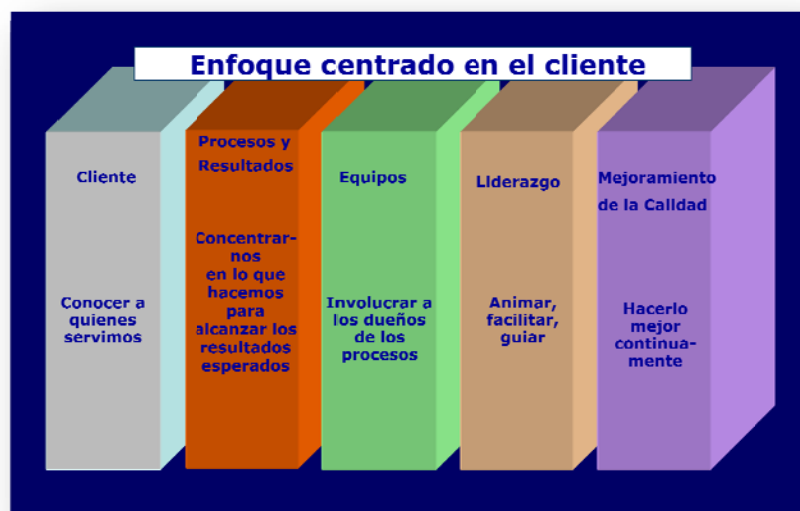 Enfoque centrado en el cliente
Cliente
Conocer a
quienes
servimos
Procesos y
Resultados
Concentrar-
nos
en lo que
hacemos
para
alcanzar los
resultados
esperados
Equipos
Involucrar a
los dueños
de los
procesos
Liderazgo
Animar,
facilitar,
guiar
Mejoramiento
de la Calidad
Hacerlo
mejor
continua-
mente